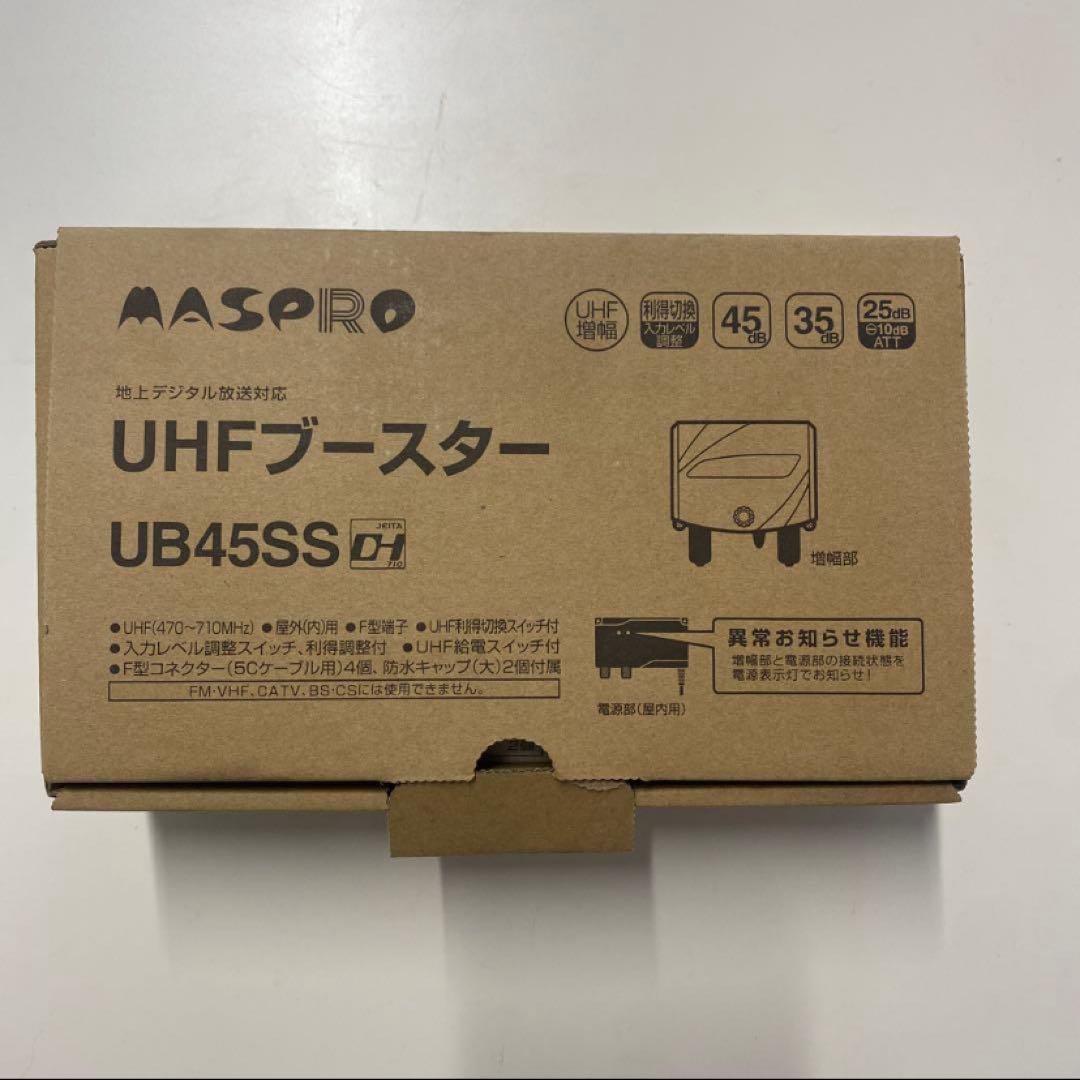 MASPRO
UHF増幅
利得切換 入力レベル調整
45dB
35dB
25dB ⊖10dB ATT
地上デジタル放送対応
UHFブースター
UB45SS JEITA DH 710
増幅部
●UHF(470〜710MHz) ●屋外(内)用 ●F型端子 ●UHF利得切換スイッチ付
●入力レベル調整スイッチ、利得調整付 ●UHF給電スイッチ付
●F型コネクター(5Cケーブル用)4個、防水キャップ(大)2個付属
FM・VHF、CATV、BS・CSには使用できません。
異常お知らせ機能
増幅部と電源部の接続状態を
電源表示灯でお知らせ!
電源部(屋内用)